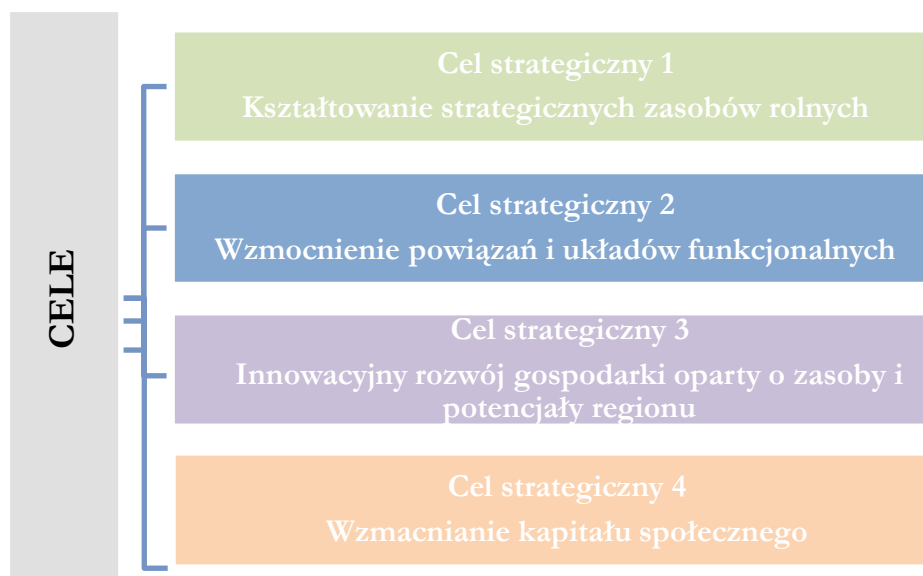 CELE
Cel strategiczny 1
Kształtowanie strategicznych zasobów rolnych
Cel strategiczny 2
Wzmocnienie powiązań i układów funkcjonalnych
Cel strategiczny 3
Innowacyjny rozwój gospodarki oparty o zasoby i
potencjały regionu
Cel strategiczny 4
Wzmacnianie kapitału społecznego